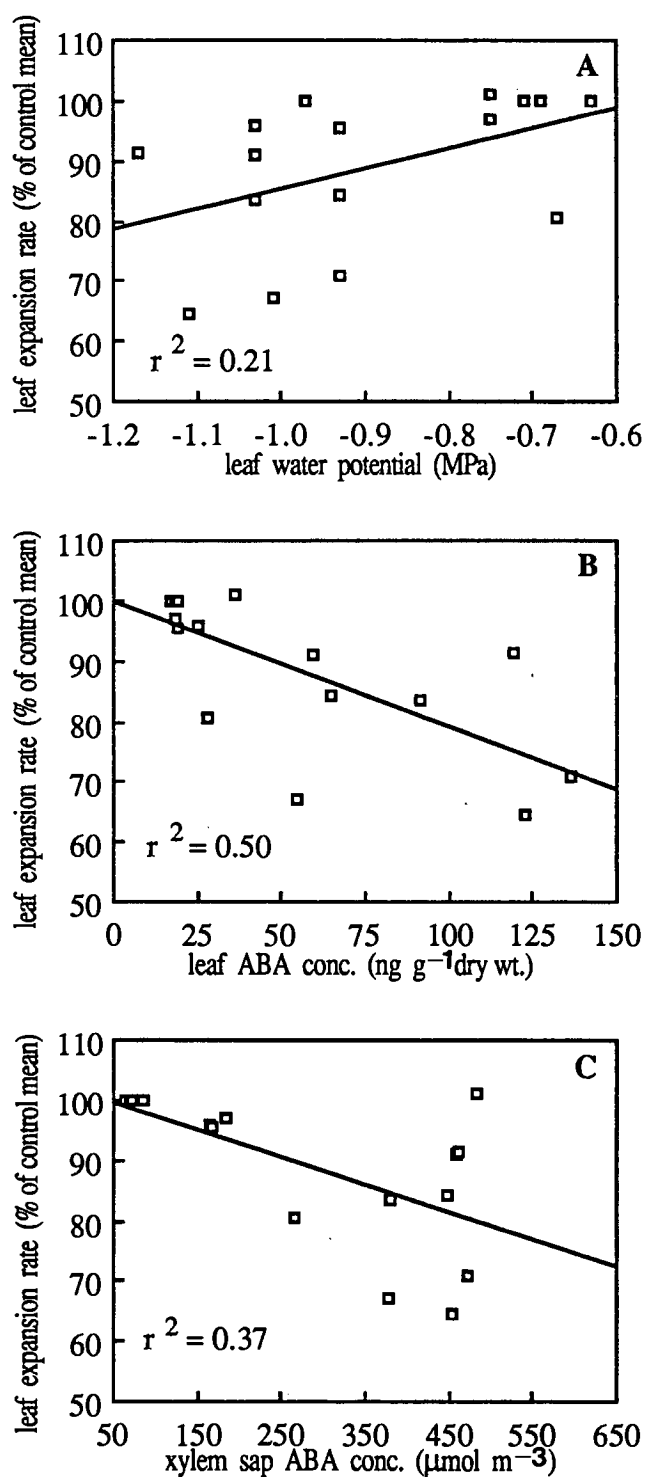 A
leaf expansion rate (% of control mean)
110
100
90
80
70
60
50
r 2 = 0.21
-1.2 -1.1 -1.0 -0.9 -0.8 -0.7 -0.6
leaf water potential (MPa)
B
leaf expansion rate (% of control mean)
110
100
90
80
70
60
50
r 2 = 0.50
0 25 50 75 100 125 150
leaf ABA conc. (ng g−1dry wt.)
C
leaf expansion rate (% of control mean)
110
100
90
80
70
60
50
r 2 = 0.37
50 150 250 350 450 550 650
xylem sap ABA conc. (μmol m−3)